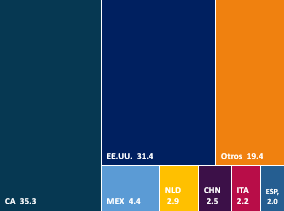 EE.UU. 31.4
Otros 19.4
CA 35.3
MEX 4.4
NLD
2.9
CHN
2.5
ITA
2.2
ESP,
2.0